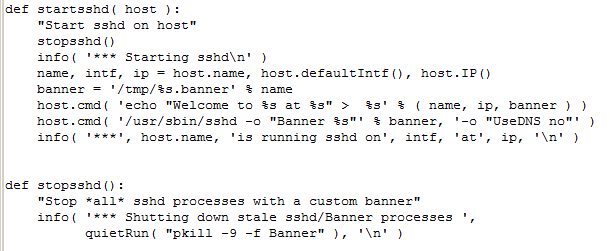 def startsshd( host ):
    "Start sshd on host"
    stopsshd()
    info( '*** Starting sshd\n' )
    name, intf, ip = host.name, host.defaultIntf(), host.IP()
    banner = '/tmp/%s.banner' % name
    host.cmd( 'echo "Welcome to %s at %s" >  %s' % ( name, ip, banner ) )
    host.cmd( '/usr/sbin/sshd -o "Banner %s"' % banner, '-o "UseDNS no"' )
    info( '***', host.name, 'is running sshd on', intf, 'at', ip, '\n' )
def stopsshd():
    "Stop *all* sshd processes with a custom banner"
    info( '*** Shutting down stale sshd/Banner processes ',
          quietRun( "pkill -9 -f Banner" ), '\n' )